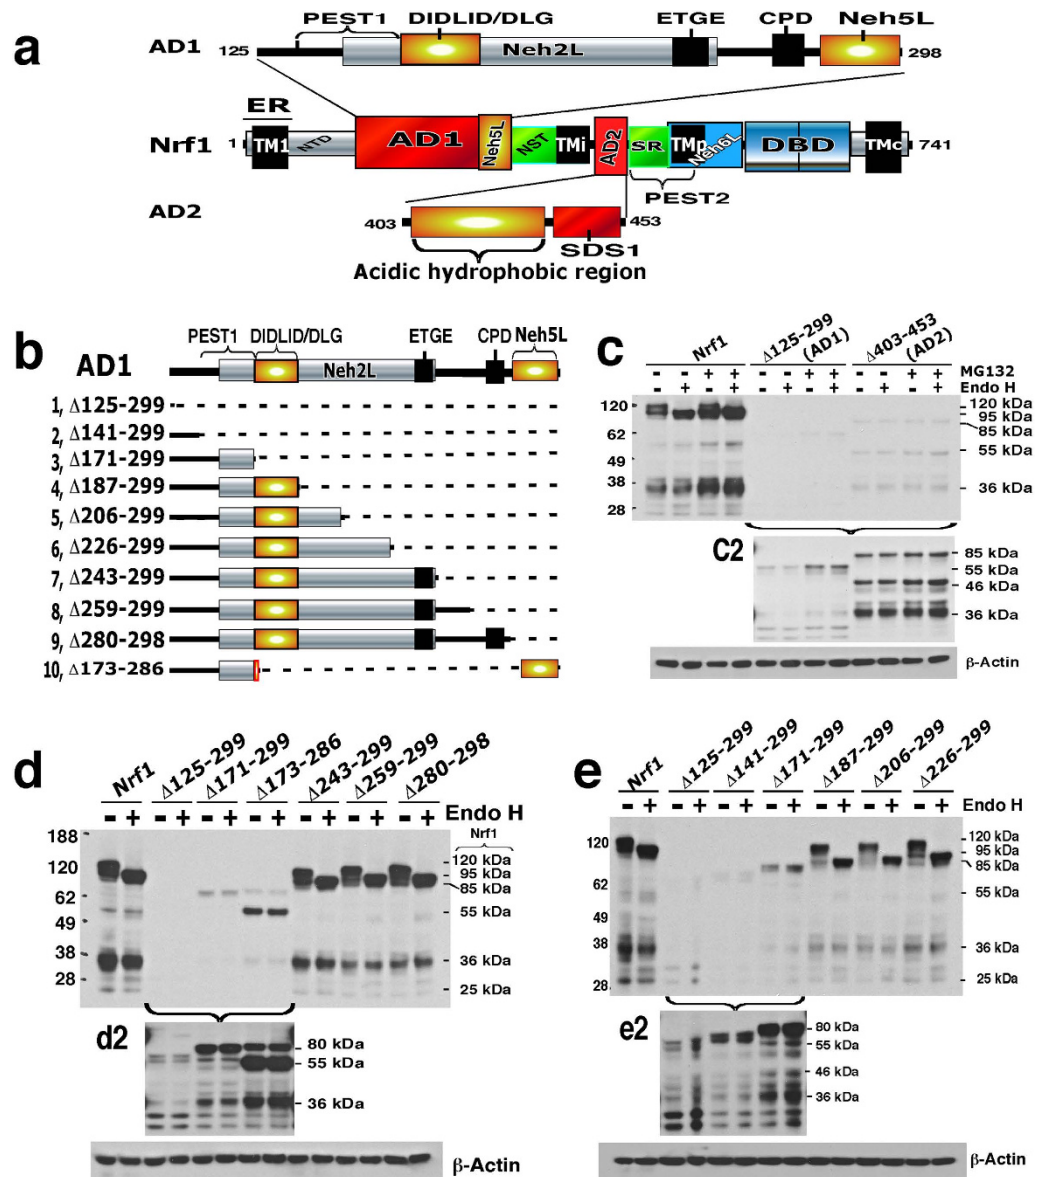 a
PEST1 DIDLID/DLG ETGE CPD Neh5L
AD1 125 Neh2L 298
ER
Nrf1 1 TM1 NTD AD1 Neh5L NST TMi AD2 SR TMp Neh6L DBD TMc 741
PEST2
AD2 403 453
SDS1
Acidic hydrophobic region
b
PEST1 DIDLID/DLG ETGE CPD Neh5L
AD1 Neh2L
1, Δ125-299
2, Δ141-299
3, Δ171-299
4, Δ187-299
5, Δ206-299
6, Δ226-299
7, Δ243-299
8, Δ259-299
9, Δ280-298
10, Δ173-286
c
Nrf1 Δ125-299 (AD1) Δ403-453 (AD2)
- - + + - - + + - - + + MG132
- + - + - + - + - + - + Endo H
120
62
49
38
28
120 kDa
95 kDa
85 kDa
55 kDa
36 kDa
C2
85 kDa
55 kDa
46 kDa
36 kDa
β-Actin
d
Nrf1 Δ125-299 Δ171-299 Δ173-286 Δ243-299 Δ259-299 Δ280-298
- + - + - + - + - + - + - + Endo H
188
120
62
49
38
28
Nrf1
120 kDa
95 kDa
85 kDa
55 kDa
36 kDa
25 kDa
d2
80 kDa
55 kDa
36 kDa
β-Actin
e
Nrf1 Δ125-299 Δ141-299 Δ171-299 Δ187-299 Δ206-299 Δ226-299
- + - + - + - + - + - + - + Endo H
120
62
49
38
28
120 kDa
95 kDa
85 kDa
55 kDa
36 kDa
25 kDa
e2
80 kDa
55 kDa
46 kDa
36 kDa
β-Actin